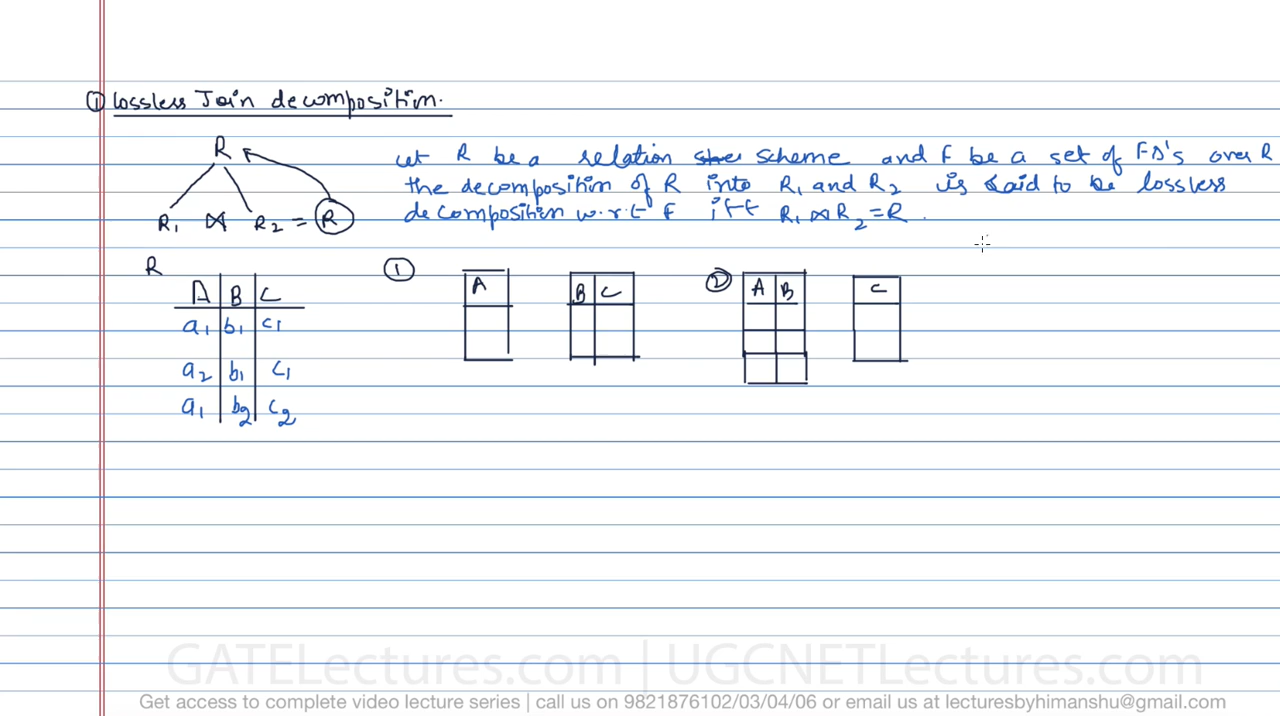 ① Lossless Join decomposition.
R
R₁ ⋈ R₂ = R
Let R be a relation scheme and F be a set of FD's over R
the decomposition of R into R₁ and R₂ is said to be lossless
decomposition w.r.t F iff R₁ ⋈ R₂ = R.
R
A B C
a₁ b₁ c₁
a₂ b₁ c₁
a₁ b₂ c₂
①
A
B C
②
A B
C
GATELectures.com | UGCNETLectures.com
Get access to complete video lecture series | call us on 9821876102/03/04/06 or email us at lecturesbyhimanshu@gmail.com